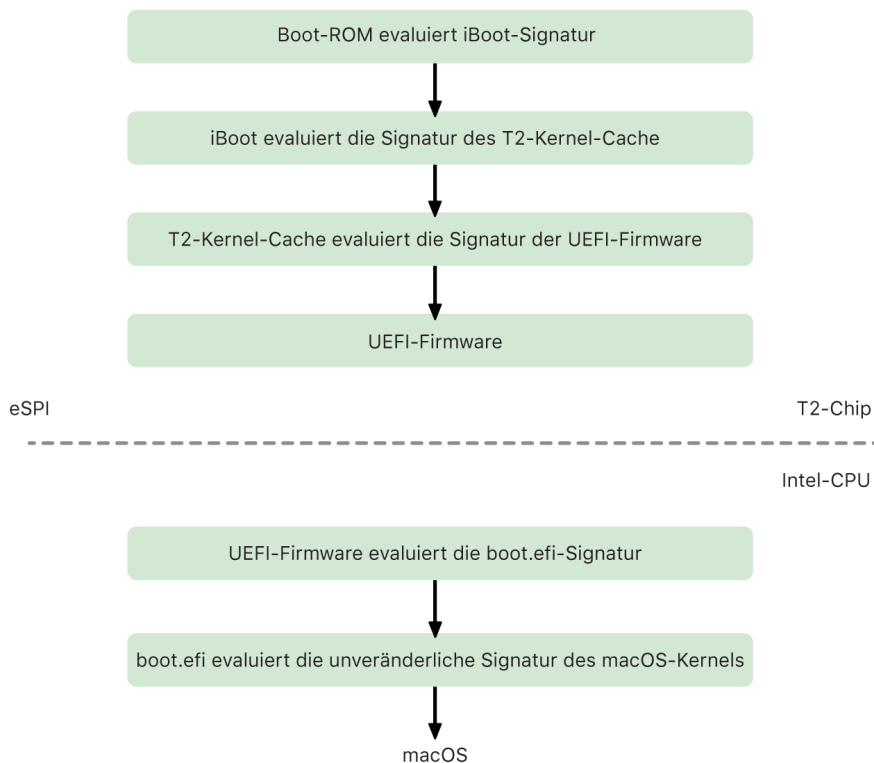 Boot-ROM evaluiert iBoot-Signatur
iBoot evaluiert die Signatur des T2-Kernel-Cache
T2-Kernel-Cache evaluiert die Signatur der UEFI-Firmware
UEFI-Firmware
eSPI
T2-Chip
Intel-CPU
UEFI-Firmware evaluiert die boot.efi-Signatur
boot.efi evaluiert die unveränderliche Signatur des macOS-Kernels
macOS